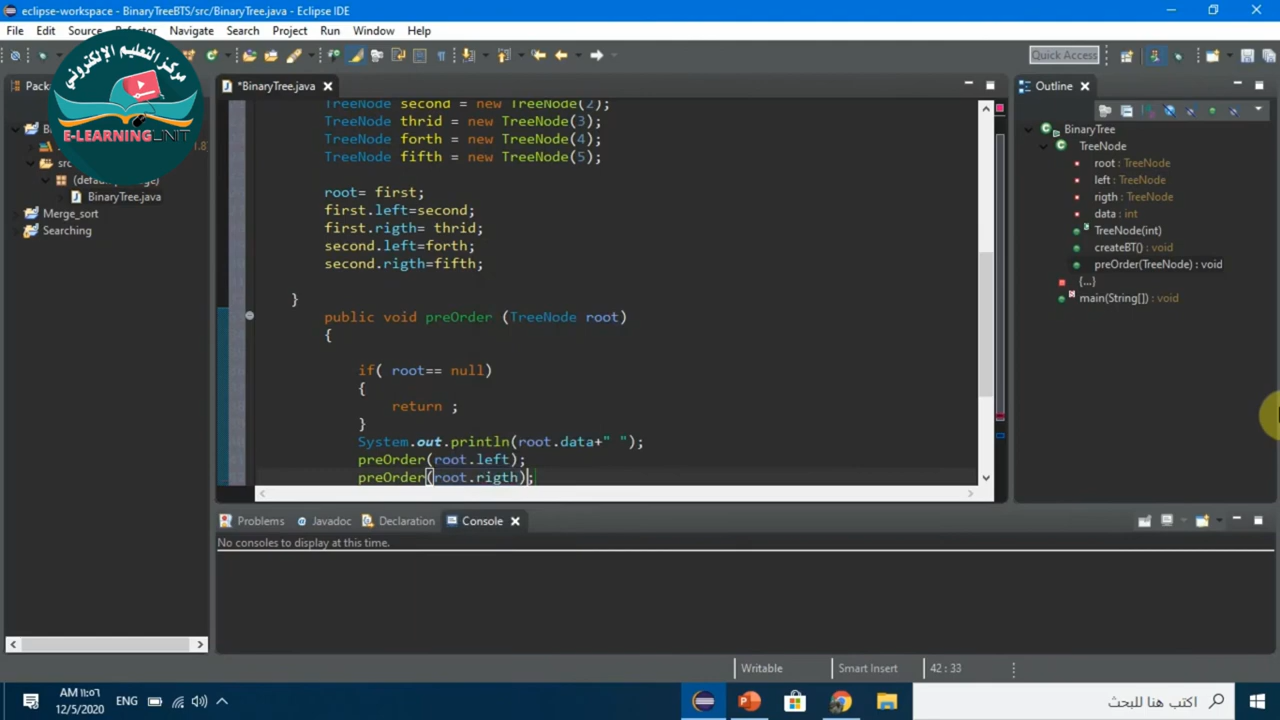 eclipse-workspace - BinaryTreeBTS/src/BinaryTree.java - Eclipse IDE
File Edit Source Refactor Navigate Search Project Run Window Help
Quick Access
مركز التعليم الإلكتروني
E-LEARNING UNIT
*BinaryTree.java
TreeNode second = new TreeNode(2);
TreeNode thrid = new TreeNode(3);
TreeNode forth = new TreeNode(4);
TreeNode fifth = new TreeNode(5);
root= first;
first.left=second;
first.rigth= thrid;
second.left=forth;
second.rigth=fifth;
}
public void preOrder (TreeNode root)
{
if( root== null)
{
return ;
}
System.out.println(root.data+" ");
preOrder(root.left);
preOrder(root.rigth);
BinaryTree.java
Merge_sort
Searching
Outline
BinaryTree
TreeNode
root : TreeNode
left : TreeNode
rigth : TreeNode
data : int
TreeNode(int)
createBT() : void
preOrder(TreeNode) : void
{...}
main(String[]) : void
Problems Javadoc Declaration Console
No consoles to display at this time.
Writable Smart Insert 42 : 33
AM ١١:٠٦
12/5/2020
ENG
اكتب هنا للبحث